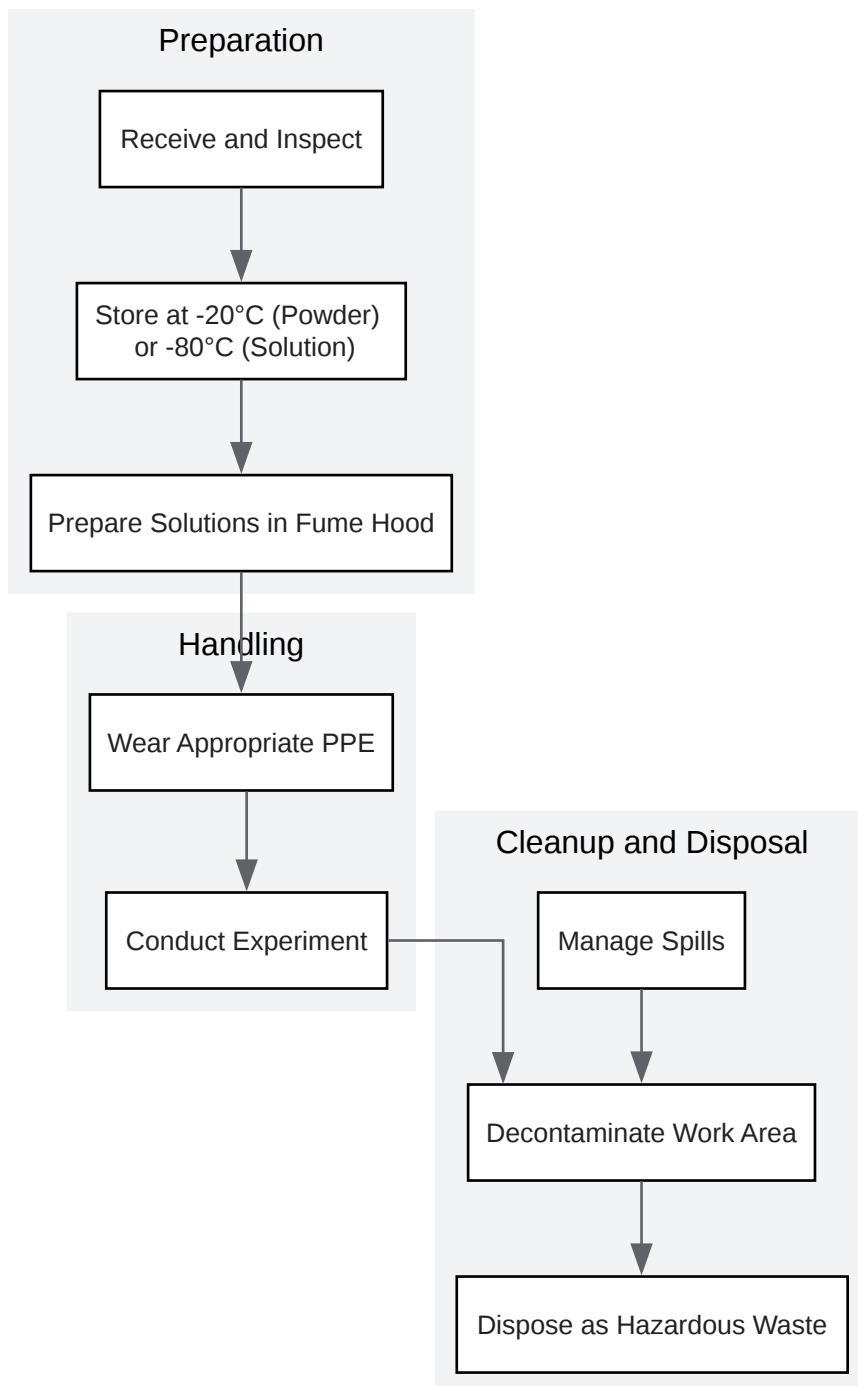 Preparation
Receive and Inspect
Store at -20°C (Powder)
or -80°C (Solution)
Prepare Solutions in Fume Hood
Handling
Wear Appropriate PPE
Conduct Experiment
Cleanup and Disposal
Manage Spills
Decontaminate Work Area
Dispose as Hazardous Waste